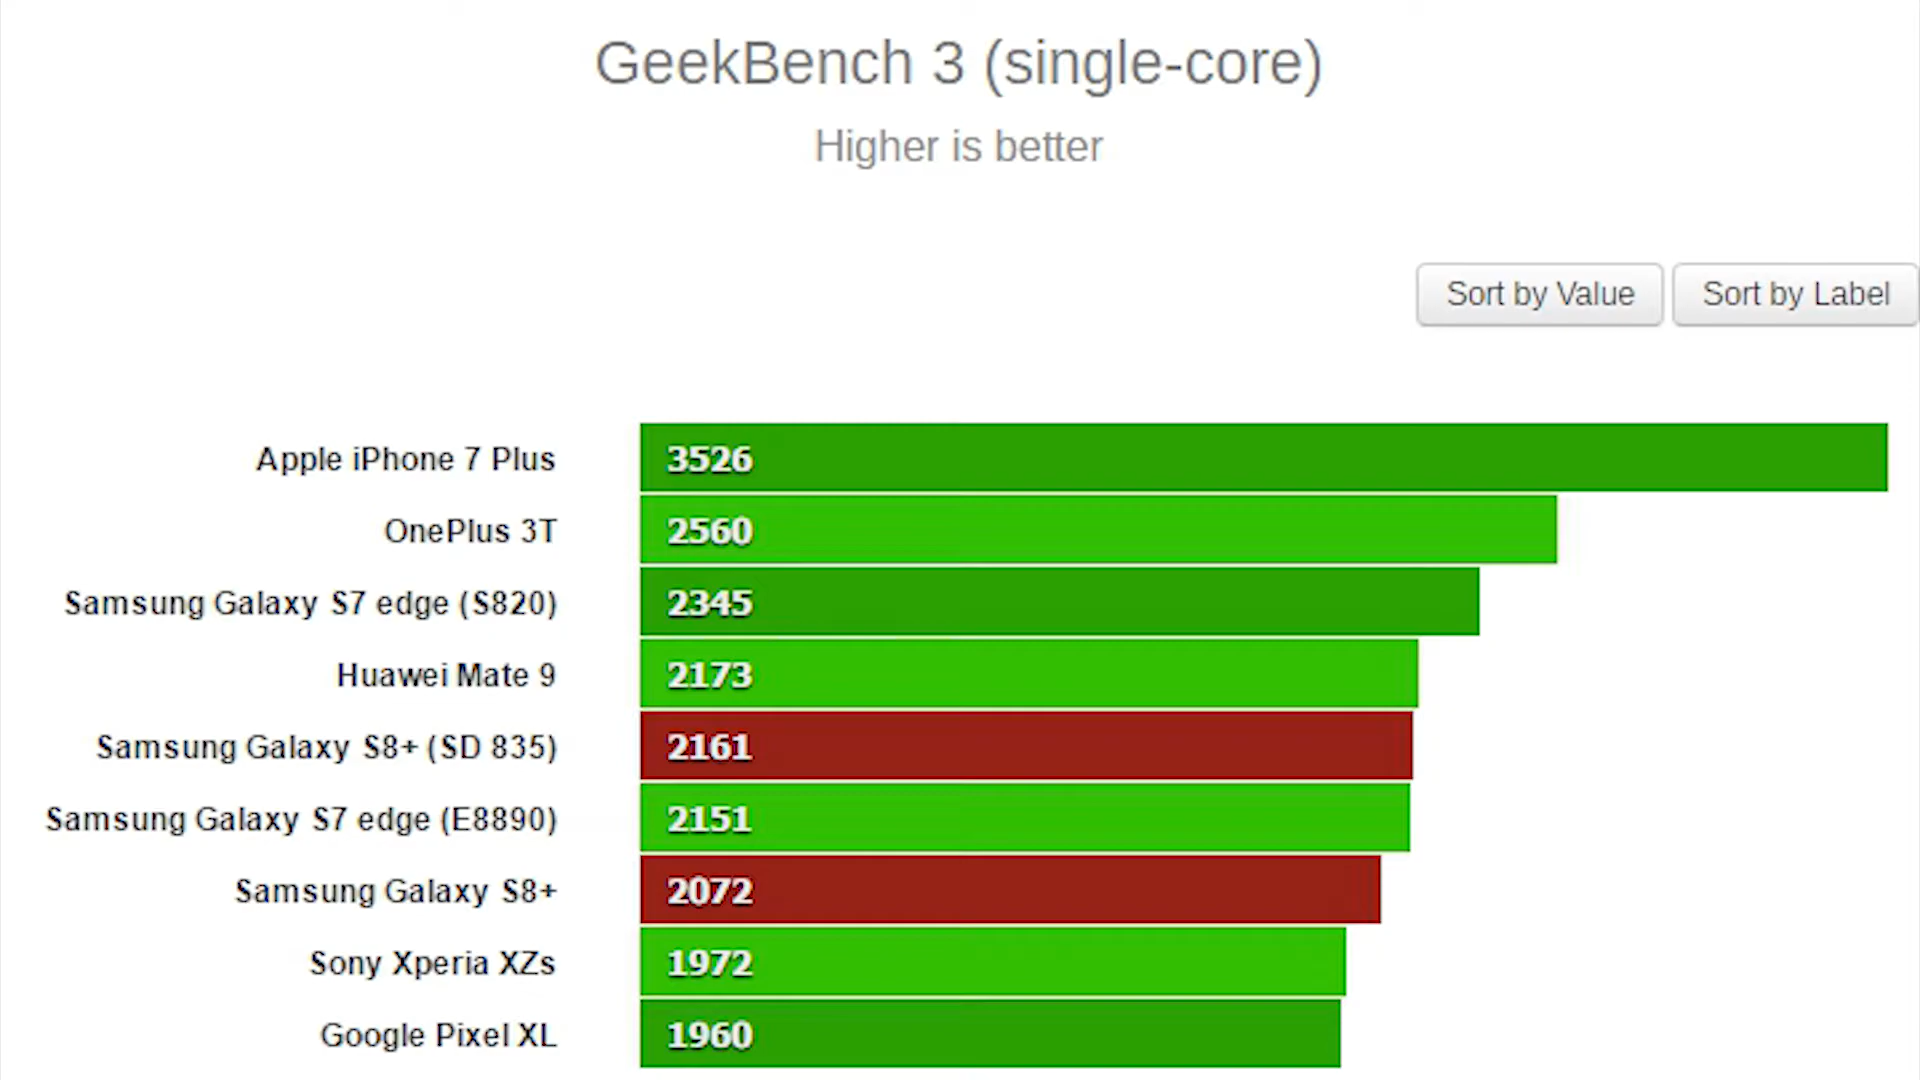 GeekBench 3 (single-core)
Higher is better
Sort by Value Sort by Label
Apple iPhone 7 Plus 3526
OnePlus 3T 2560
Samsung Galaxy S7 edge (S820) 2345
Huawei Mate 9 2173
Samsung Galaxy S8+ (SD 835) 2161
Samsung Galaxy S7 edge (E8890) 2151
Samsung Galaxy S8+ 2072
Sony Xperia XZs 1972
Google Pixel XL 1960